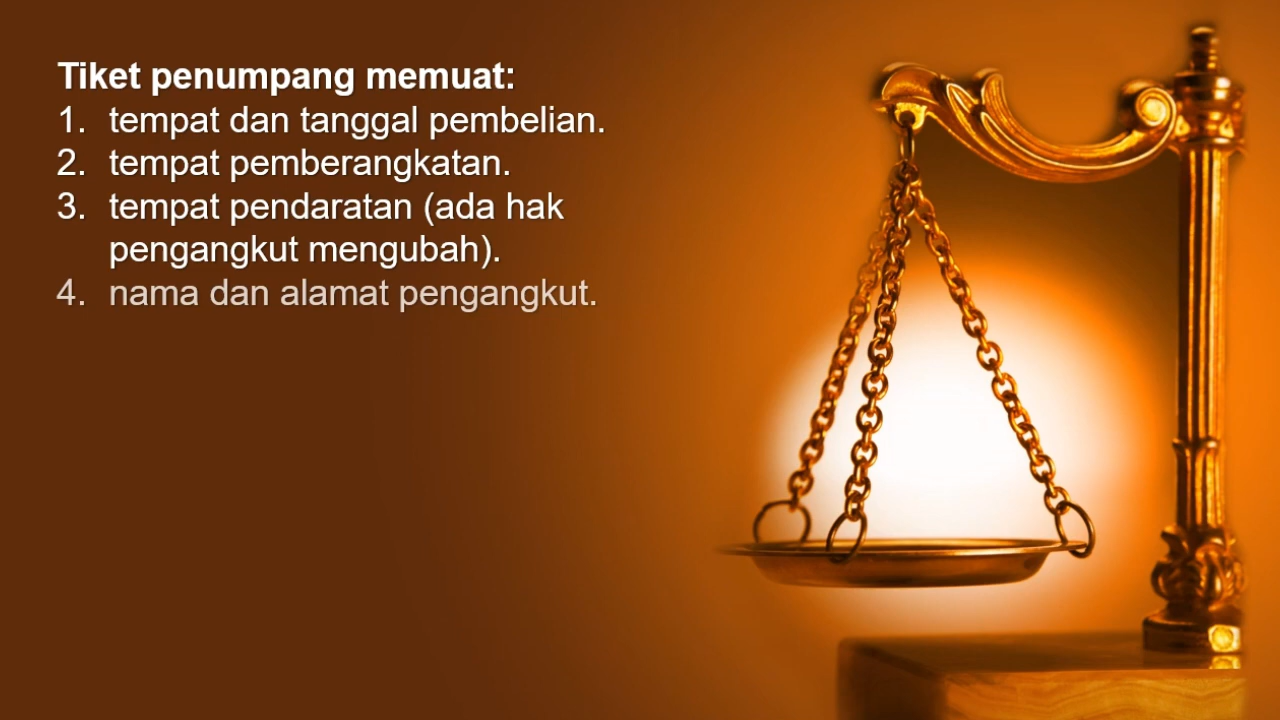 Tiket penumpang memuat:
1. tempat dan tanggal pembelian.
2. tempat pemberangkatan.
3. tempat pendaratan (ada hak
pengangkut mengubah).
4. nama dan alamat pengangkut.